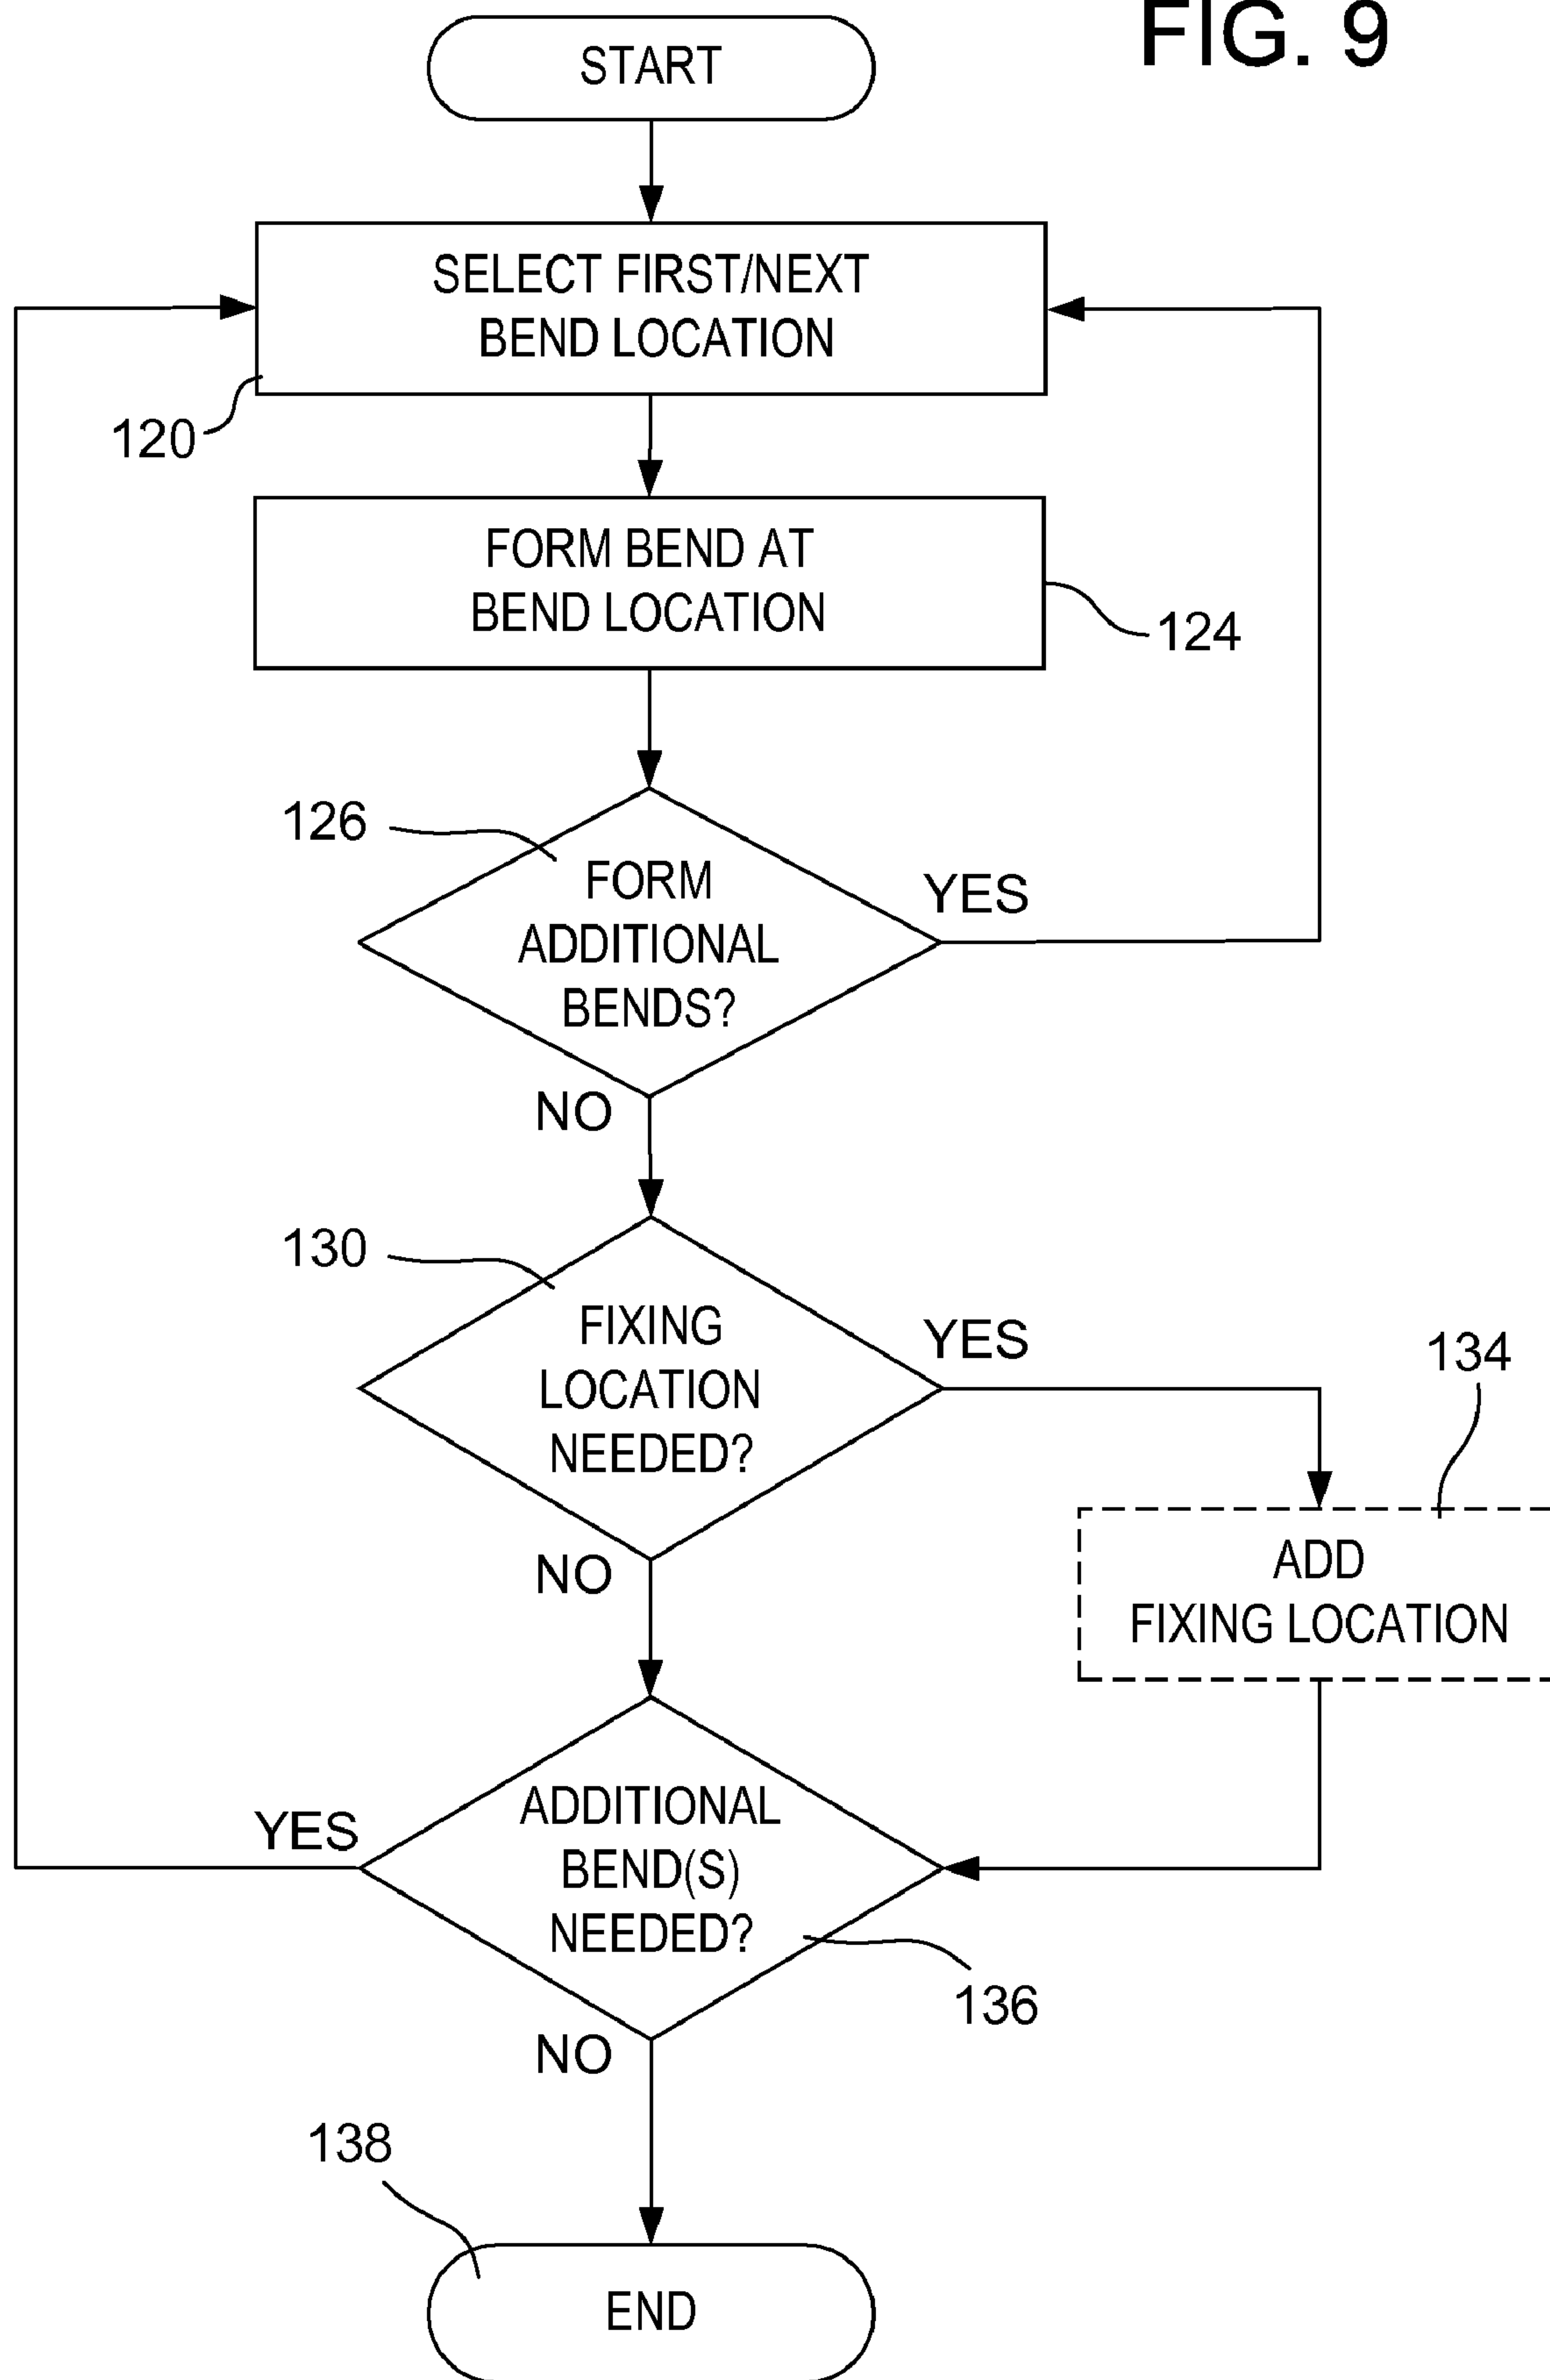 FIG. 9
START
SELECT FIRST/NEXT
BEND LOCATION
120
FORM BEND AT
BEND LOCATION
124
126
FORM
ADDITIONAL
BENDS?
YES
NO
130
FIXING
LOCATION
NEEDED?
YES
134
ADD
FIXING LOCATION
NO
ADDITIONAL
BEND(S)
NEEDED?
YES
136
NO
138
END